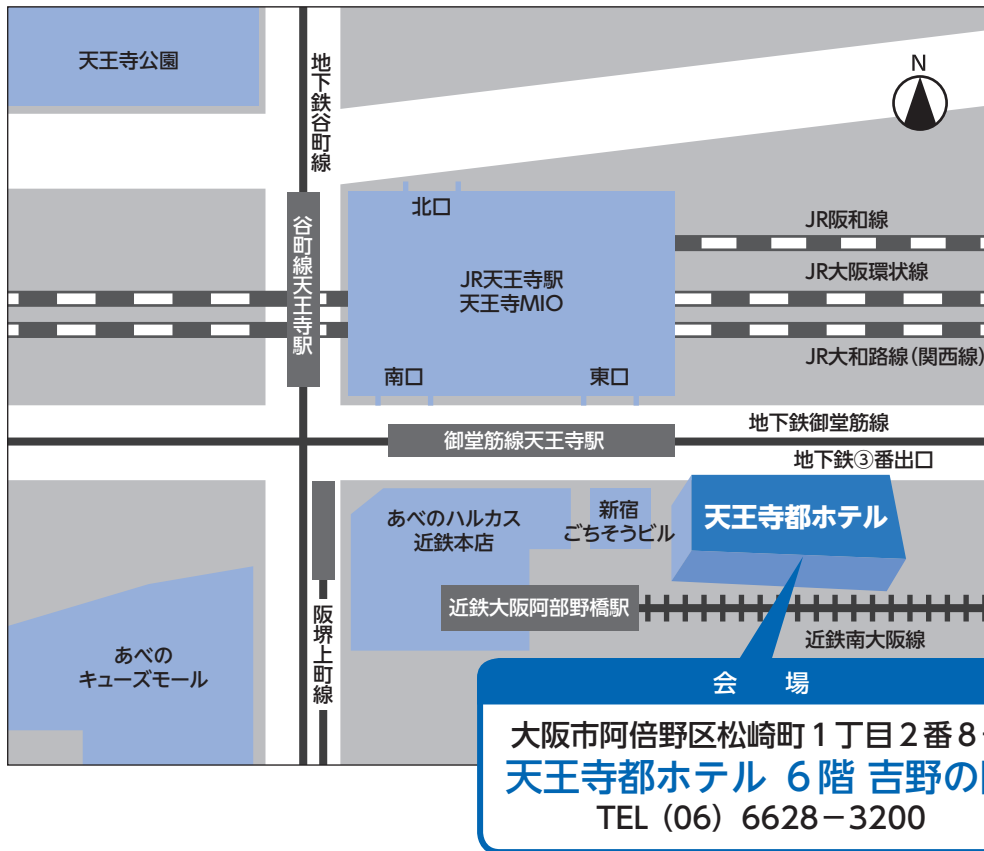 天王寺公園
地下鉄谷町線
N
北口
谷町線天王寺駅
JR天王寺駅
天王寺MIO
JR阪和線
JR大阪環状線
JR大和路線(関西線)
南口
東口
地下鉄御堂筋線
御堂筋線天王寺駅
地下鉄③番出口
あべのハルカス
近鉄本店
新宿
ごちそうビル
天王寺都ホテル
近鉄大阪阿部野橋駅
近鉄南大阪線
阪堺上町線
あべの
キューズモール
会 場
大阪市阿倍野区松崎町1丁目2番8
天王寺都ホテル 6階 吉野の
TEL(06)6628-3200